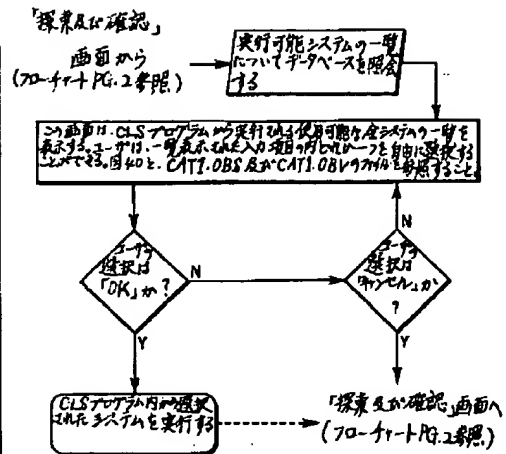 「探索及び確認」
画面から
(フローチャートPG.2参照)
実行可能システムの一覧
についてデータベースを照会
する
この画面は、CLSプログラムから実行される使用可能な全システムの一覧を
表示する。ユーザは、一覧表示された入力項目の内どれか一つを自由に選択する
ことができる。図40と、CAT1.OBS及びCAT1.OBVのファイルを参照すること。
ユーザ
選択は
「OK」か?
N
Y
ユーザ
選択は
「キャンセル」か
?
N
Y
CLSプログラム内から選択
されたシステムを実行する
「探索及び確認」画面へ
(フローチャートPG.2参照)